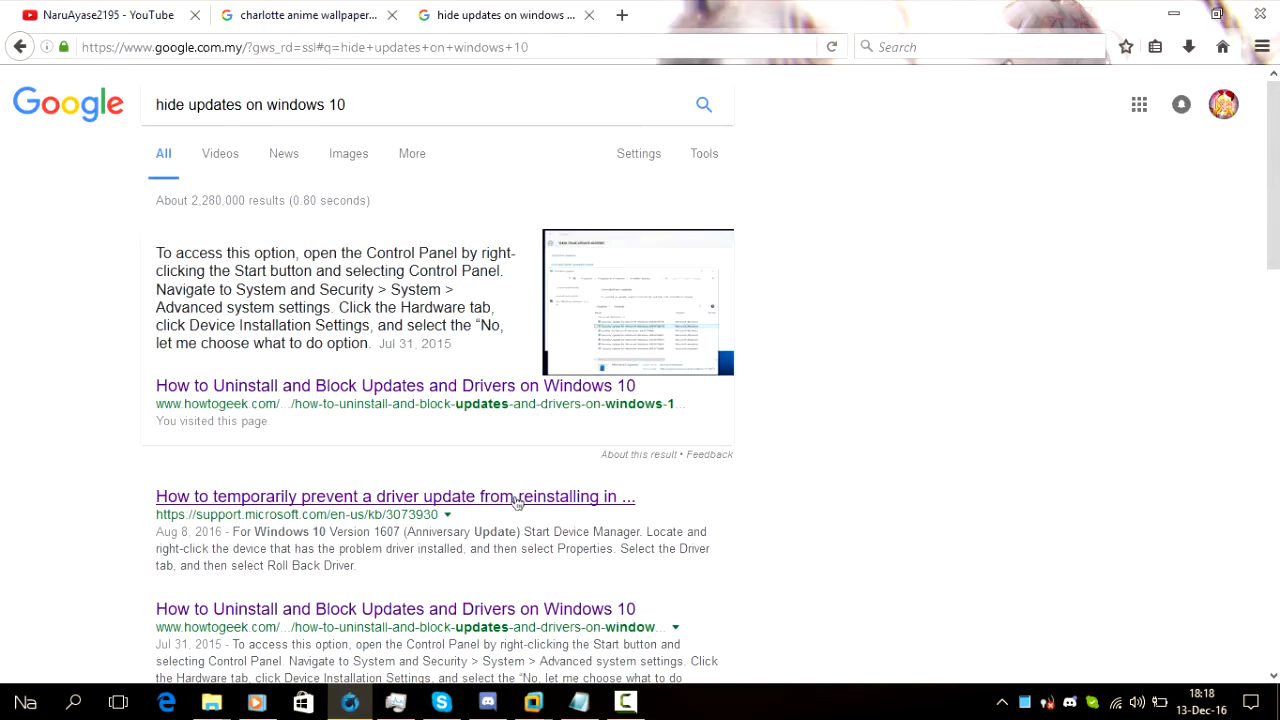 NaruAyase2195 - YouTube
charlotte anime wallpaper...
hide updates on windows ...
https://www.google.com.my/?gws_rd=ssl#q=hide+updates+on+windows+10
Search
Google
hide updates on windows 10
All
Videos
News
Images
More
Settings
Tools
About 2,280,000 results (0.80 seconds)
To access this option, open the Control Panel by right-
clicking the Start button and selecting Control Panel.
Navigate to System and Security > System >
Advanced system settings. Click the Hardware tab,
click Device Installation Settings, and select the “No,
let me choose what to do option. Jul 31, 2015
How to Uninstall and Block Updates and Drivers on Windows 10
www.howtogeek.com/.../how-to-uninstall-and-block-updates-and-drivers-on-windows-1...
You visited this page
About this result • Feedback
How to temporarily prevent a driver update from reinstalling in ...
https://support.microsoft.com/en-us/kb/3073930
Aug 8, 2016 - For Windows 10 Version 1607 (Anniversary Update) Start Device Manager. Locate and
right-click the device that has the problem driver installed, and then select Properties. Select the Driver
tab, and then select Roll Back Driver.
How to Uninstall and Block Updates and Drivers on Windows 10
www.howtogeek.com/.../how-to-uninstall-and-block-updates-and-drivers-on-window...
Jul 31, 2015 - To access this option, open the Control Panel by right-clicking the Start button and
selecting Control Panel. Navigate to System and Security > System > Advanced system settings. Click
the Hardware tab, click Device Installation Settings, and select the “No, let me choose what to do
Na
18:18
13-Dec-16